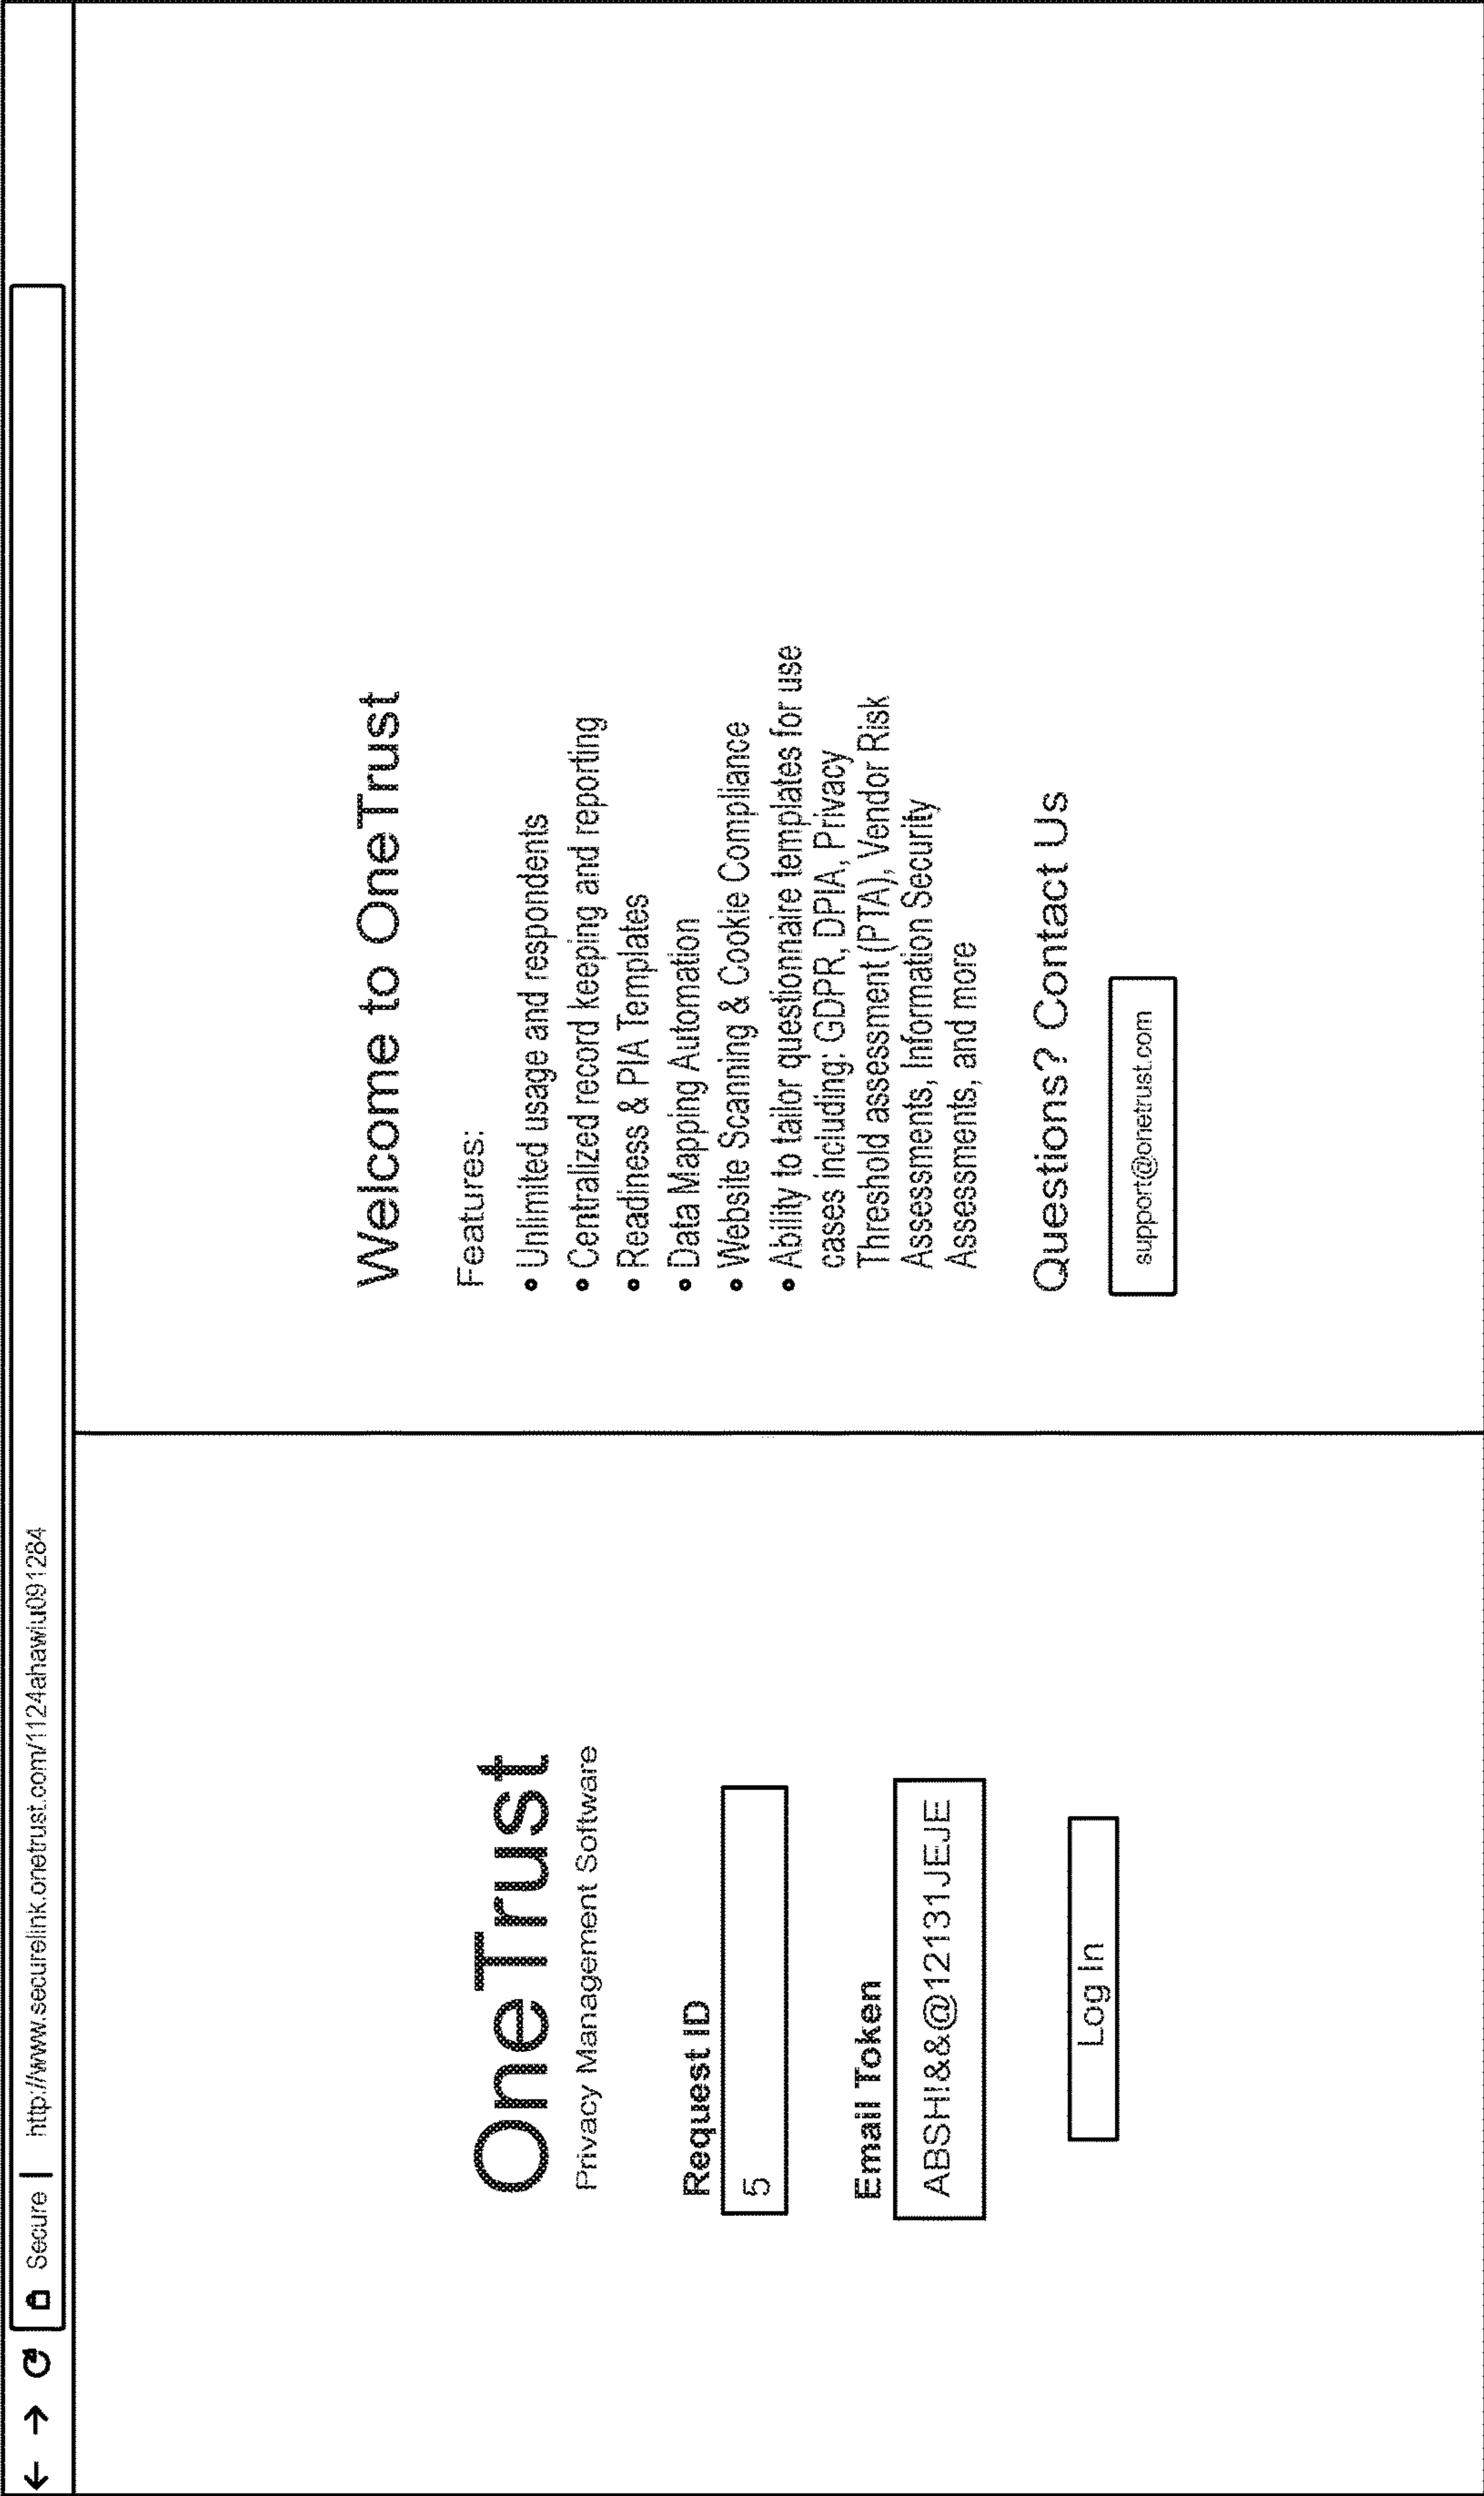 Secure | http://www.securelink.onetrust.com/1124ahawiu091284
OneTrust
Privacy Management Software
Request ID
5
Email Token
ABSHI&&@12131JEJE
Log In
Welcome to OneTrust
Features:
• Unlimited usage and respondents
• Centralized record keeping and reporting
• Readiness & PIA Templates
• Data Mapping Automation
• Website Scanning & Cookie Compliance
• Ability to tailor questionnaire templates for use
cases including: GDPR, DPIA, Privacy
Threshold assessment (PTA), Vendor Risk
Assessments, Information Security
Assessments, and more
Questions? Contact Us
support@onetrust.com